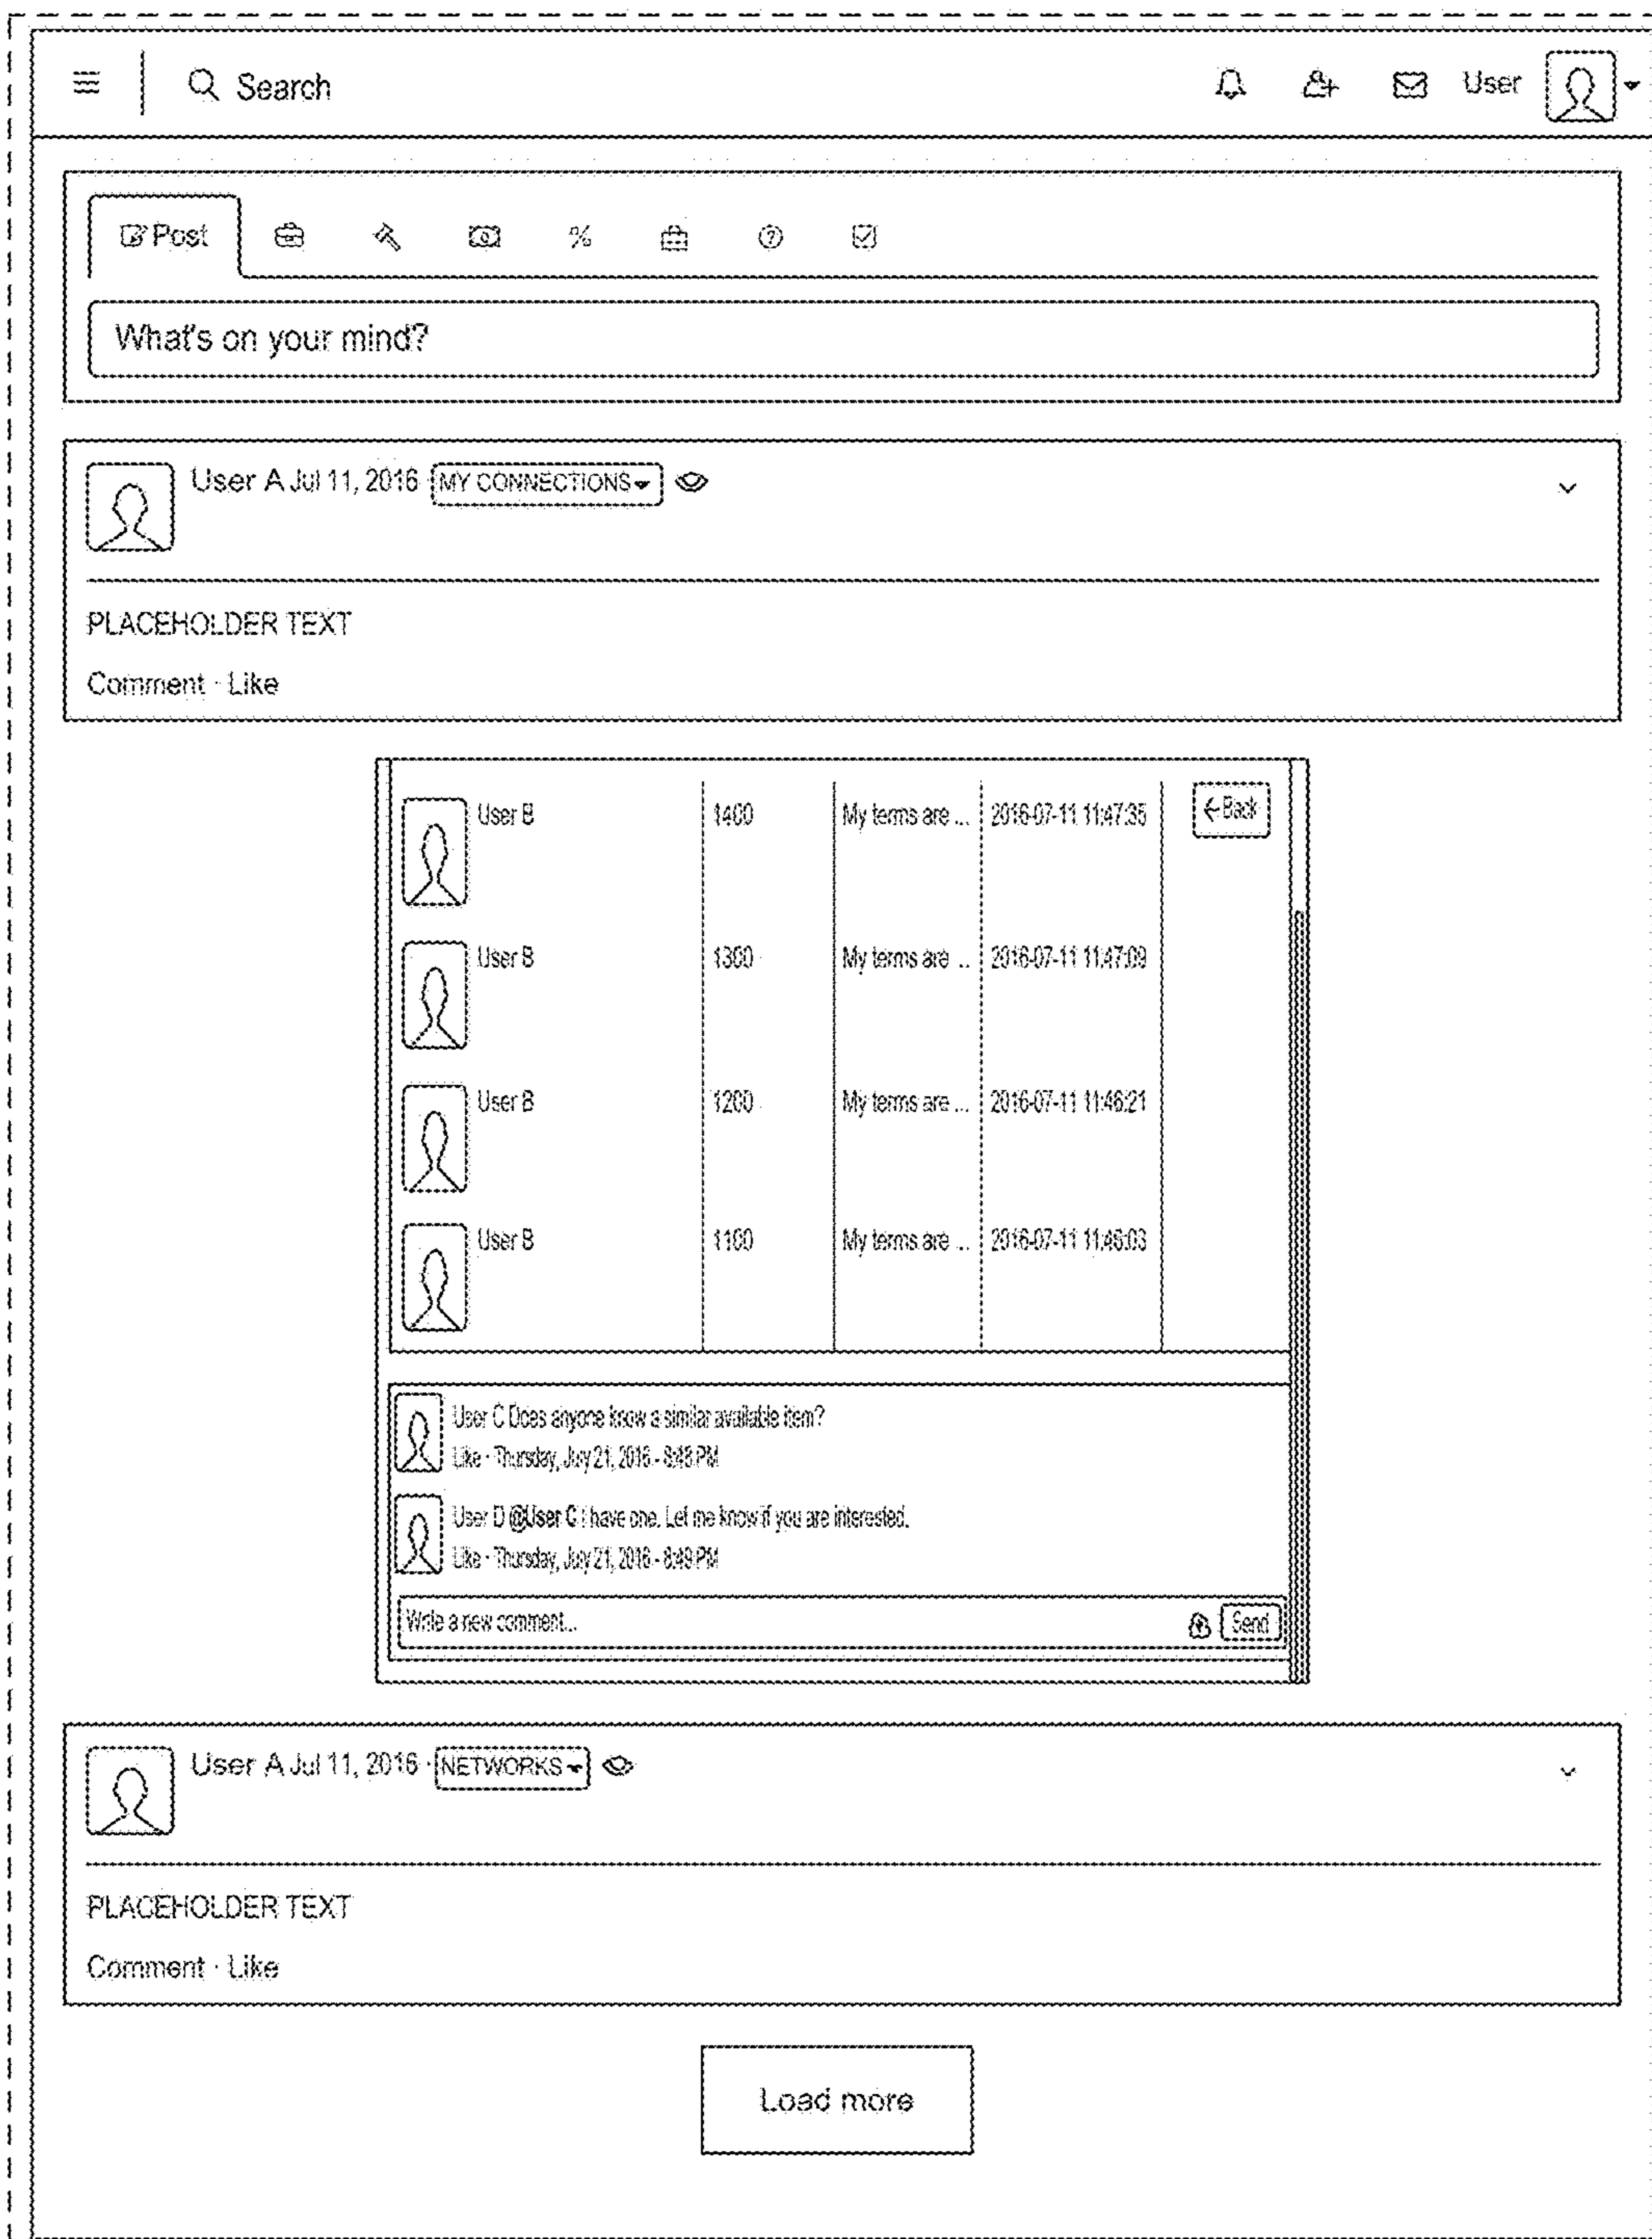 Search User
Post %
What's on your mind?
User A Jul 11, 2016 · MY CONNECTIONS
PLACEHOLDER TEXT
Comment · Like
User B 1400 My terms are ... 2016-07-11 11:47:35 Back
User B 1300 My terms are ... 2016-07-11 11:47:09
User B 1200 My terms are ... 2016-07-11 11:46:21
User B 1100 My terms are ... 2016-07-11 11:46:03
User C Does anyone know a similar available item?
Like · Thursday, July 21, 2016 - 8:48 PM
User D @User C I have one. Let me know if you are interested.
Like · Thursday, July 21, 2016 - 8:49 PM
Write a new comment... Send
User A Jul 11, 2016 · NETWORKS
PLACEHOLDER TEXT
Comment · Like
Load more